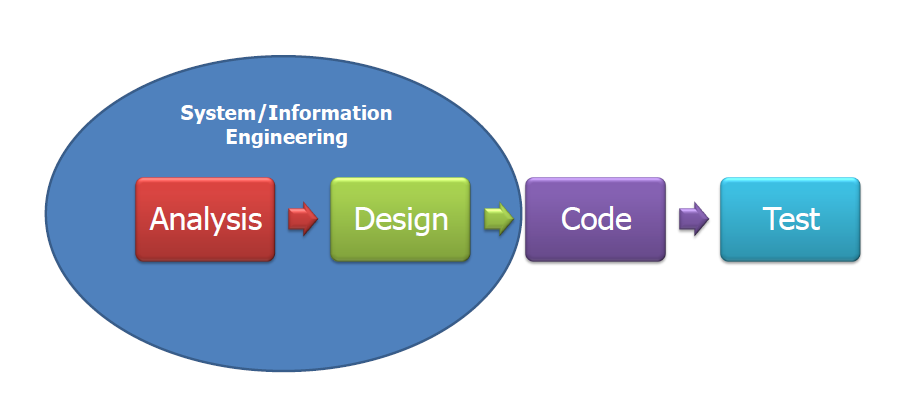 System/Information
Engineering
Analysis
Design
Code
Test